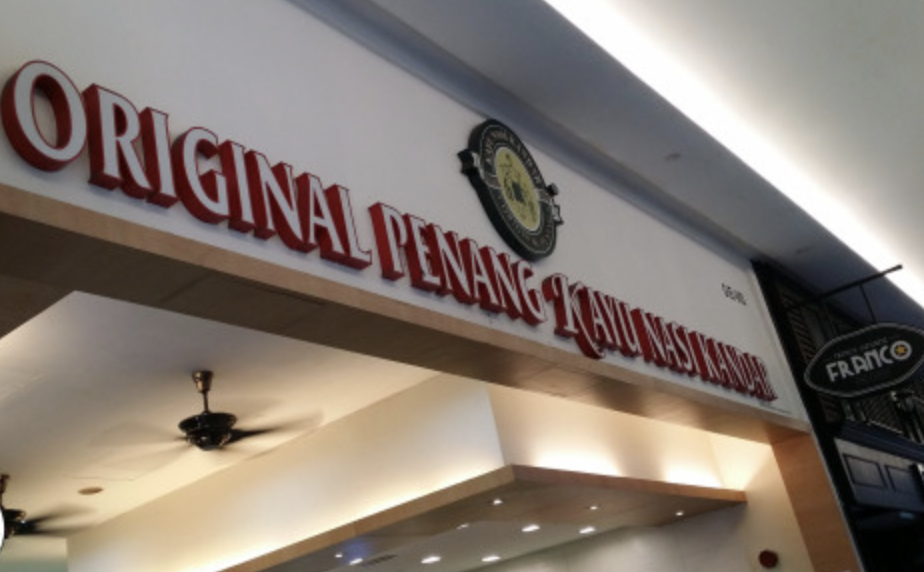 ORIGINAL PENANG KAYU NASI KANDAR
FRANCO